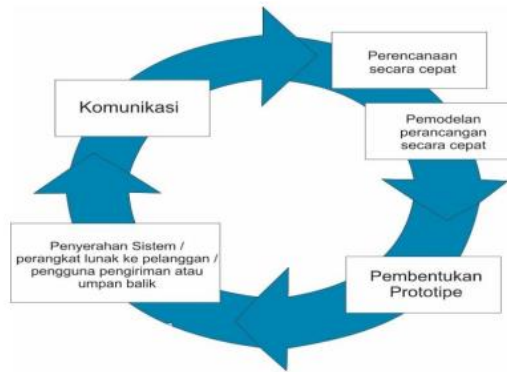 Komunikasi
Perencanaan
secara cepat
Pemodelan
perancangan
secara cepat
Pembentukan
Prototipe
Penyerahan Sistem /
perangkat lunak ke pelanggan /
pengguna pengiriman atau
umpan balik